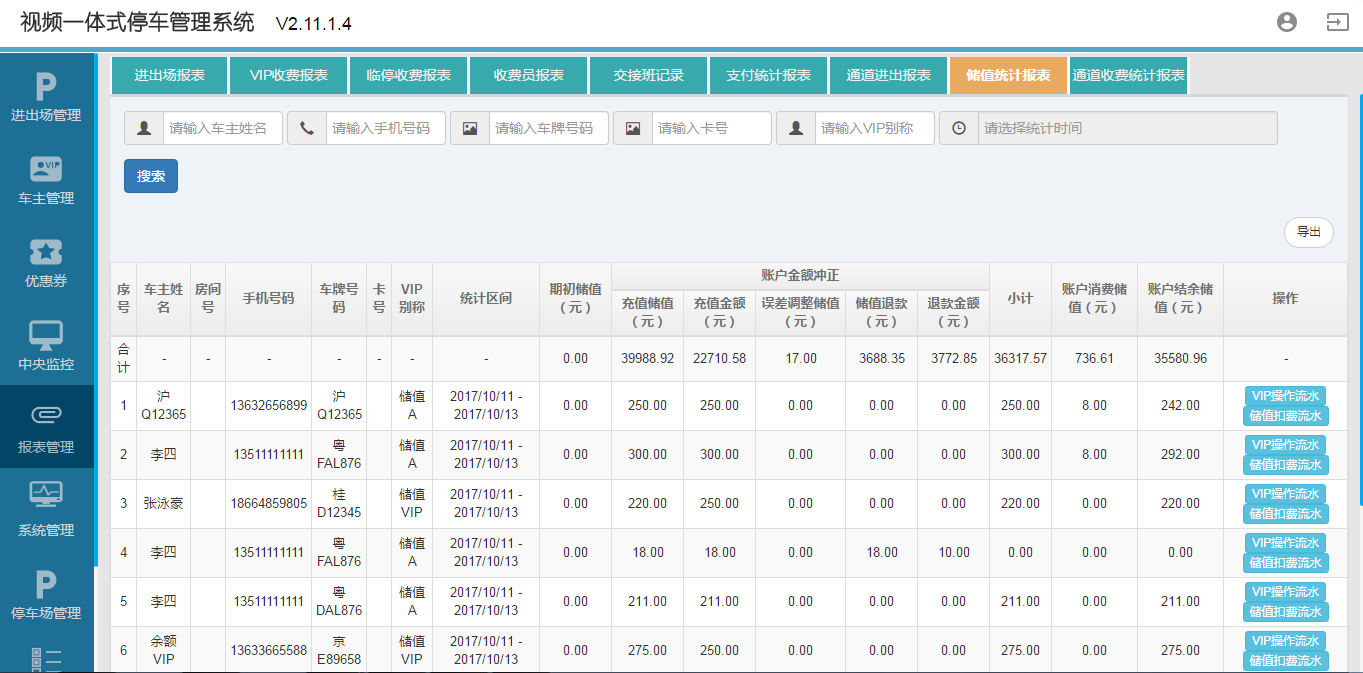 视频一体式停车管理系统 V2.11.1.4
进出场管理
车主管理
优惠券
中央监控
报表管理
系统管理
停车场管理
进出场报表 VIP收费报表 临停收费报表 收费员报表 交接班记录 支付统计报表 通道进出报表 储值统计报表 通道收费统计报表
请输入车主姓名 请输入手机号码 请输入车牌号码 请输入卡号 请输入VIP别称 请选择统计时间
搜索
导出
序号 车主姓名 房间号 手机号码 车牌号码 卡号 VIP别称 统计区间 期初储值（元） 账户金额冲正 小计 账户消费储值（元） 账户结余储值（元） 操作
充值储值（元） 充值金额（元） 误差调整储值（元） 储值退款（元） 退款金额（元）
合计 - - - - - - - 0.00 39988.92 22710.58 17.00 3688.35 3772.85 36317.57 736.61 35580.96 -
1 沪Q12365 13632656899 沪Q12365 储值A 2017/10/11 - 2017/10/13 0.00 250.00 250.00 0.00 0.00 0.00 250.00 8.00 242.00 VIP操作流水 储值扣费流水
2 李四 13511111111 粤FAL876 储值A 2017/10/11 - 2017/10/13 0.00 300.00 300.00 0.00 0.00 0.00 300.00 8.00 292.00 VIP操作流水 储值扣费流水
3 张泳豪 18664859805 桂D12345 储值VIP 2017/10/11 - 2017/10/13 0.00 220.00 250.00 0.00 0.00 0.00 220.00 0.00 220.00 VIP操作流水 储值扣费流水
4 李四 13511111111 粤FAL876 储值A 2017/10/11 - 2017/10/13 0.00 18.00 18.00 0.00 18.00 10.00 0.00 0.00 0.00 VIP操作流水 储值扣费流水
5 李四 13511111111 粤DAL876 储值A 2017/10/11 - 2017/10/13 0.00 211.00 211.00 0.00 0.00 0.00 211.00 0.00 211.00 VIP操作流水 储值扣费流水
6 余额VIP 13633665588 京E89658 储值VIP 2017/10/11 - 2017/10/13 0.00 275.00 250.00 0.00 0.00 0.00 275.00 0.00 275.00 VIP操作流水 储值扣费流水